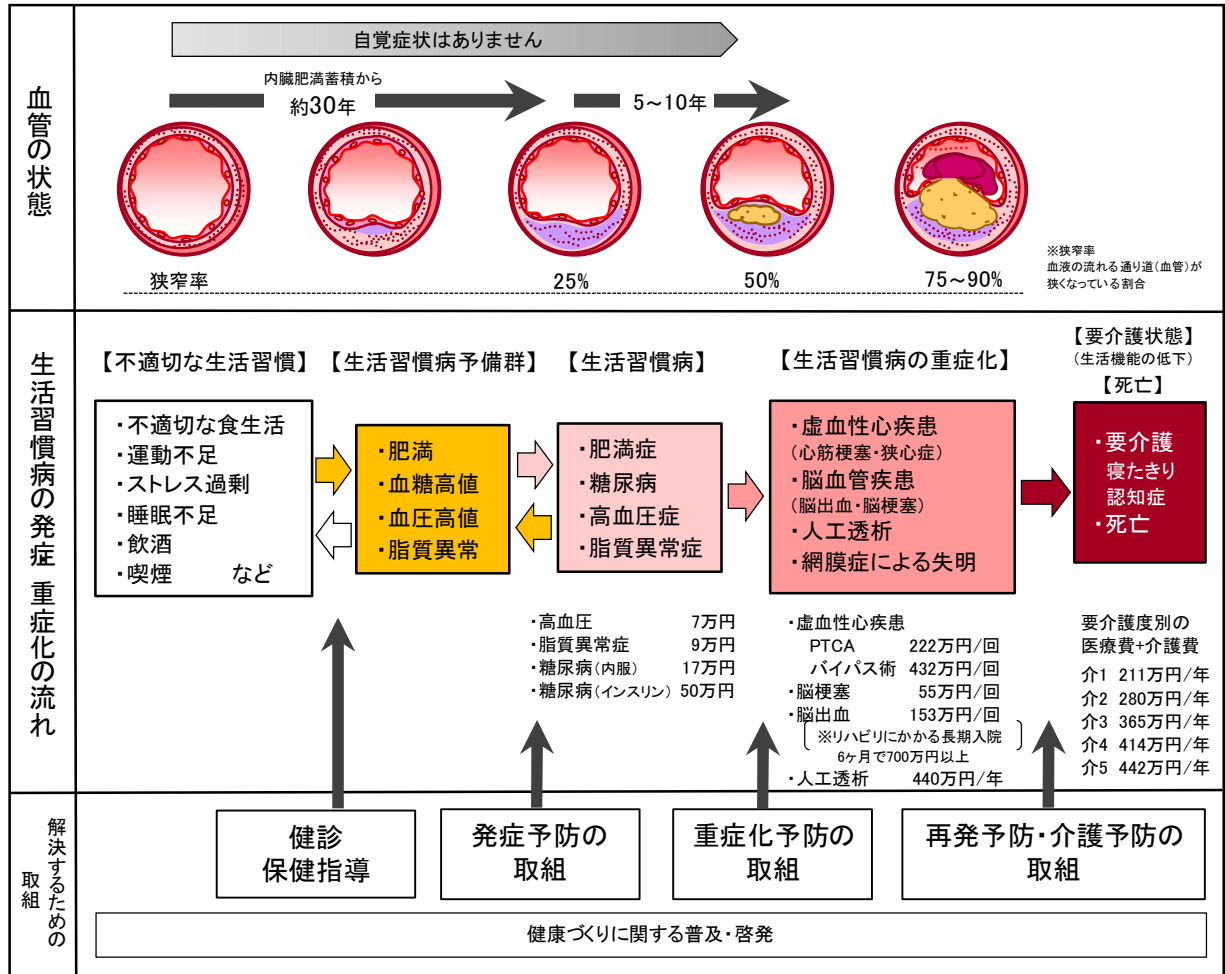 血管の状態
自覚症状はありません
内臓肥満蓄積から
約30年
5~10年
狭窄率
25%
50%
75~90%
※狭窄率
血液の流れる通り道(血管)が
狭くなっている割合
生活習慣病の発症・重症化の流れ
【不適切な生活習慣】
・不適切な食生活
・運動不足
・ストレス過剰
・睡眠不足
・飲酒
・喫煙 など
【生活習慣病予備群】
・肥満
・血糖高値
・血圧高値
・脂質異常
【生活習慣病】
・肥満症
・糖尿病
・高血圧症
・脂質異常症
【生活習慣病の重症化】
・虚血性心疾患
(心筋梗塞・狭心症)
・脳血管疾患
(脳出血・脳梗塞)
・人工透析
・網膜症による失明
【要介護状態】
(生活機能の低下)
【死亡】
・要介護
寝たきり
認知症
・死亡
・高血圧 7万円
・脂質異常症 9万円
・糖尿病(内服) 17万円
・糖尿病(インスリン) 50万円
・虚血性心疾患
PTCA 222万円/回
バイパス術 432万円/回
・脳梗塞 55万円/回
・脳出血 153万円/回
※リハビリにかかる長期入院
6ヶ月で700万円以上
・人工透析 440万円/年
要介護度別の
医療費+介護費
介1 211万円/年
介2 280万円/年
介3 365万円/年
介4 414万円/年
介5 442万円/年
解決するための
取組
健診
保健指導
発症予防の
取組
重症化予防の
取組
再発予防・介護予防の
取組
健康づくりに関する普及・啓発